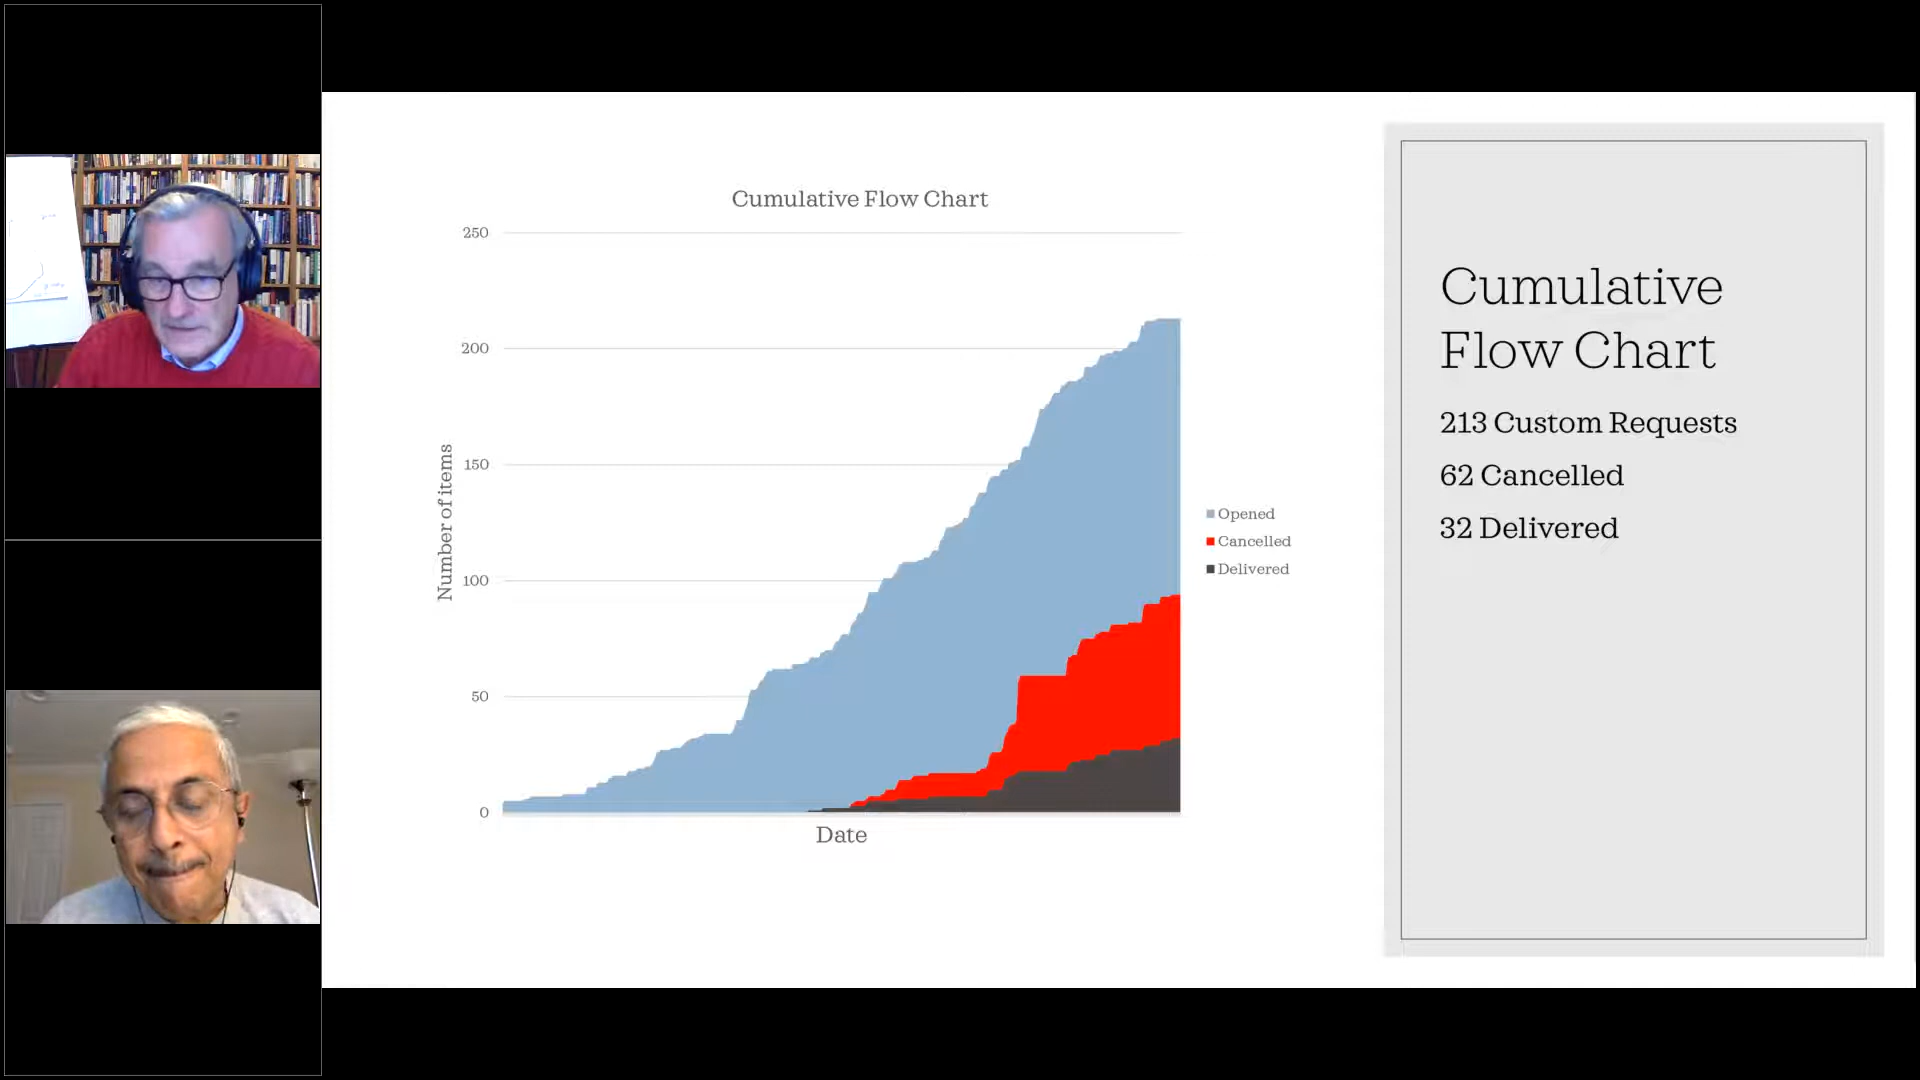 Cumulative Flow Chart
250
200
150
100
50
0
Number of items
Date
Opened
Cancelled
Delivered
Cumulative
Flow Chart
213 Custom Requests
62 Cancelled
32 Delivered